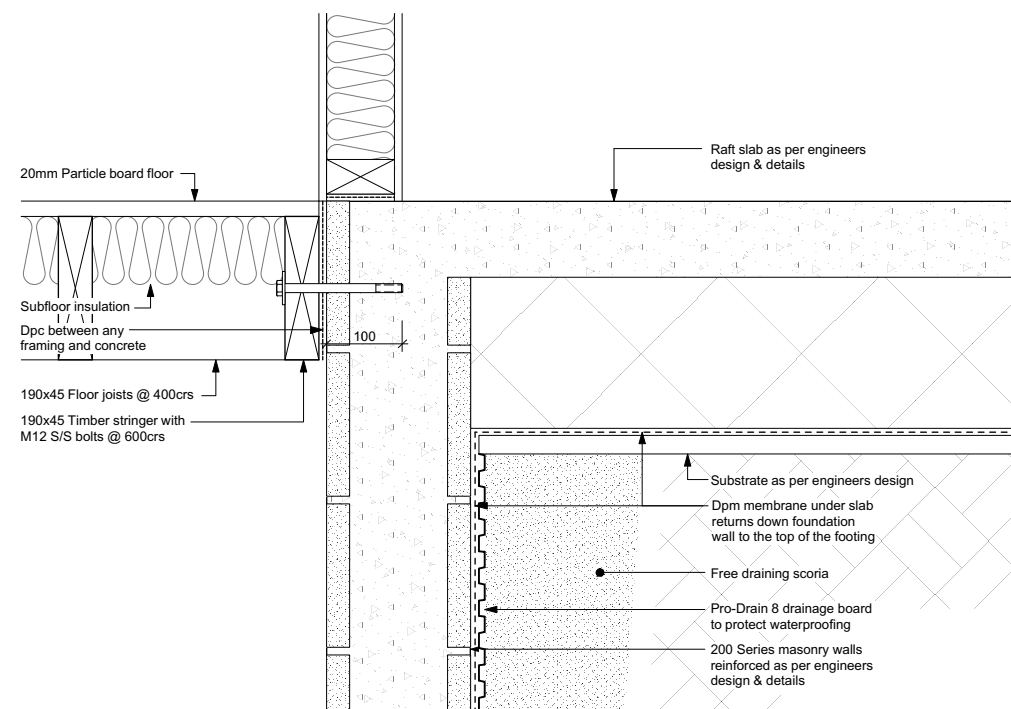 20mm Particle board floor
Subfloor insulation
Dpc between any
framing and concrete
190x45 Floor joists @ 400crs
190x45 Timber stringer with
M12 S/S bolts @ 600crs
100
Raft slab as per engineers
design & details
Substrate as per engineers design
Dpm membrane under slab
returns down foundation
wall to the top of the footing
Free draining scoria
Pro-Drain 8 drainage board
to protect waterproofing
200 Series masonry walls
reinforced as per engineers
design & details